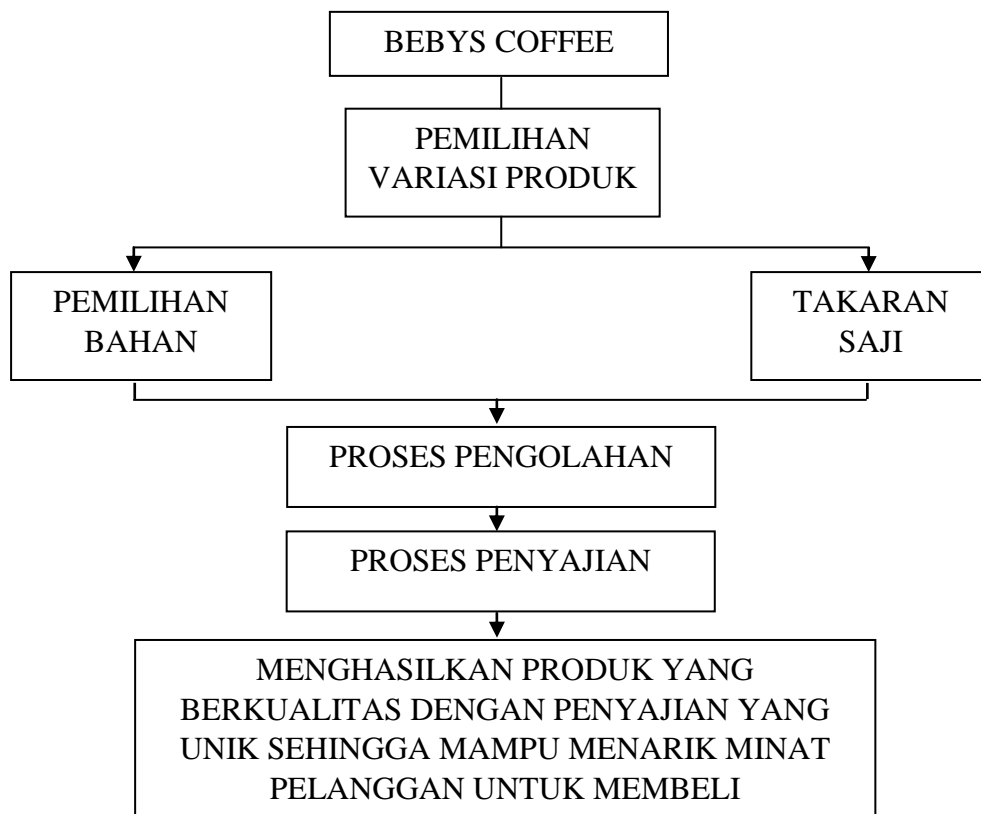 BEBYS COFFEE
PEMILIHAN
VARIASI PRODUK
PEMILIHAN
BAHAN
TAKARAN
SAJI
PROSES PENGOLAHAN
PROSES PENYAJIAN
MENGHASILKAN PRODUK YANG
BERKUALITAS DENGAN PENYAJIAN YANG
UNIK SEHINGGA MAMPU MENARIK MINAT
PELANGGAN UNTUK MEMBELI